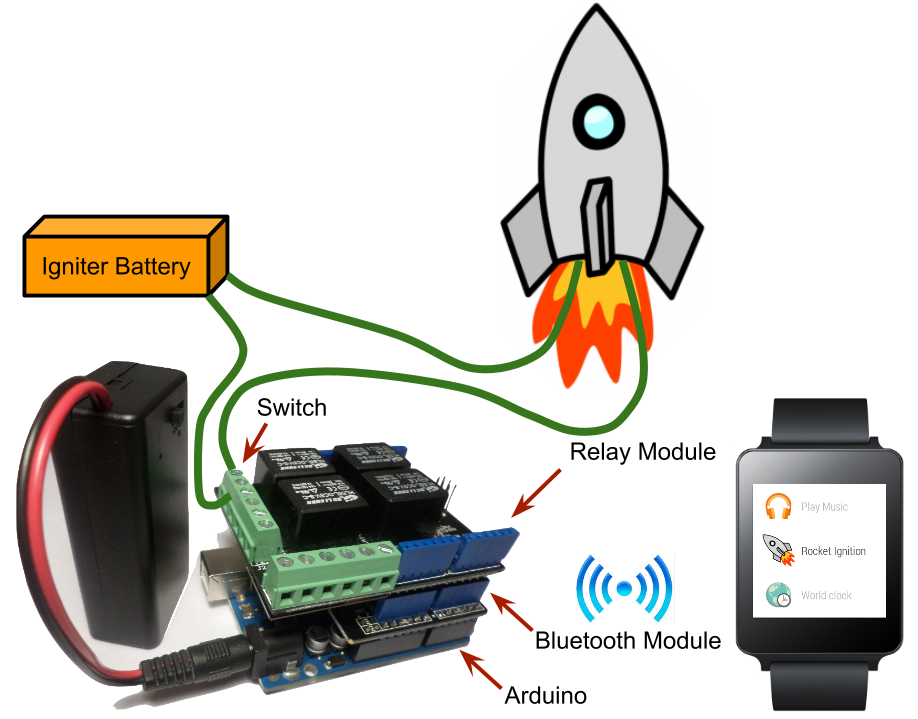 Igniter Battery
Switch
Relay Module
Play Music
Rocket Ignition
World clock
Bluetooth Module
Arduino